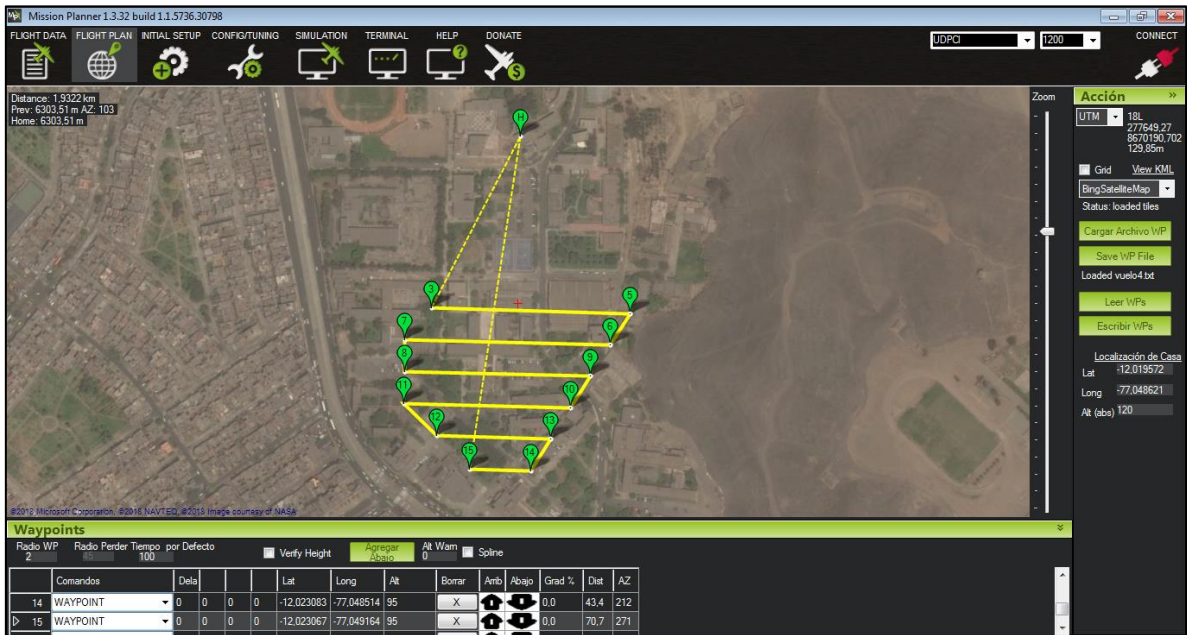 Mission Planner 1.3.32 build 1.1.5736.30798
FLIGHT DATA FLIGHT PLAN INITIAL SETUP CONFIG/TUNING SIMULATION TERMINAL HELP DONATE
UDPCl 1200 CONNECT
Distance: 1,9322 km
Prev: 6303,51 m AZ: 103
Home: 6303,51 m
H
3
5
7
6
8
9
11
10
12
13
15
14
©2018 Microsoft Corporation, ©2018 NAVTEQ, ©2018 Image courtesy of NASA
Zoom
Acción »
UTM 18L
277649,27
8670190,702
129,85m
Grid View KML
BingSatelliteMap
Status: loaded tiles
Cargar Archivo WP
Save WP File
Loaded vuelo4.txt
Leer WPs
Escribir WPs
Localización de Casa
Lat -12,019572
Long -77,048621
Alt (abs) 120
Waypoints
Radio WP Radio Perder Tiempo por Defecto
2 45 100 Verify Height Agregar Abajo Alt Warn 0 Spline
Comandos Dela Lat Long Alt Borrar Arrib Abajo Grad % Dist AZ
14 WAYPOINT 0 0 0 0 -12,023083 -77,048514 95 X 0,0 43,4 212
15 WAYPOINT 0 0 0 0 -12,023067 -77,049164 95 X 0,0 70,7 271